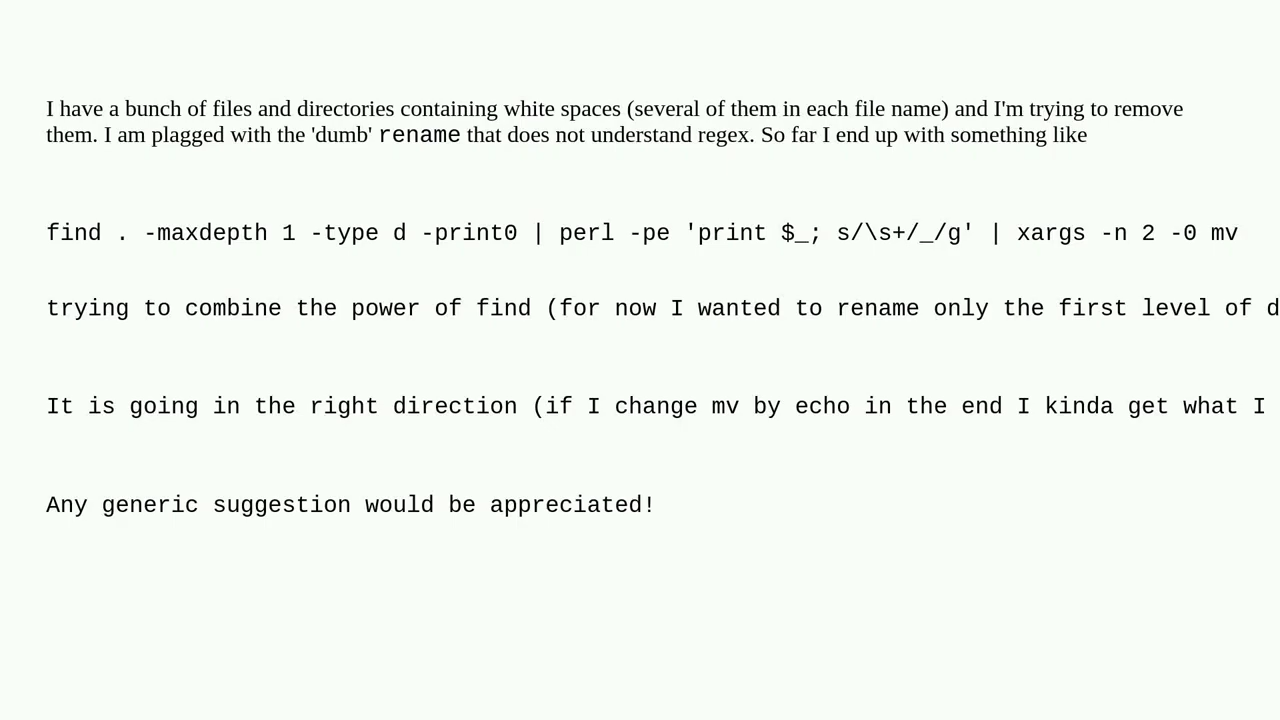 I have a bunch of files and directories containing white spaces (several of them in each file name) and I'm trying to remove
them. I am plagged with the 'dumb' rename that does not understand regex. So far I end up with something like
find . -maxdepth 1 -type d -print0 | perl -pe 'print $_; s/\s+/_/g' | xargs -n 2 -0 mv
trying to combine the power of find (for now I wanted to rename only the first level of d
It is going in the right direction (if I change mv by echo in the end I kinda get what I
Any generic suggestion would be appreciated!